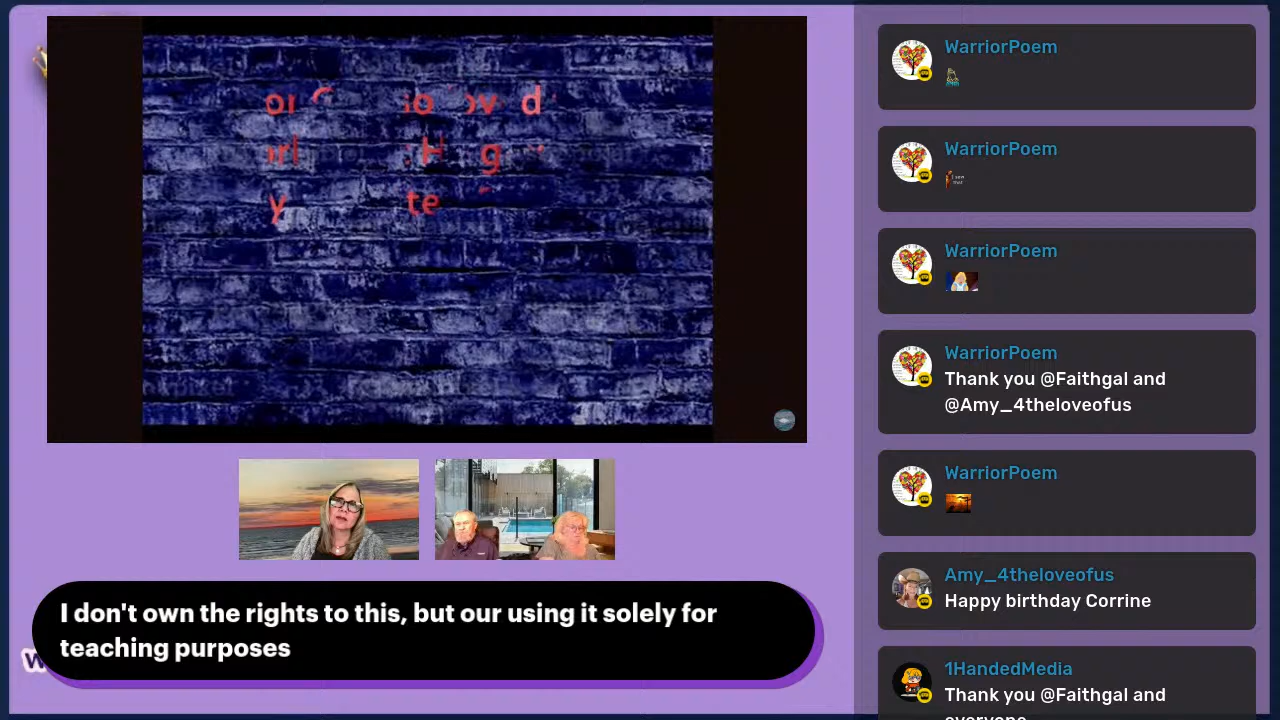 I don't own the rights to this, but our using it solely for
teaching purposes
WarriorPoem
WarriorPoem
WarriorPoem
WarriorPoem
Thank you @Faithgal and
@Amy_4theloveofus
WarriorPoem
Amy_4theloveofus
Happy birthday Corrine
1HandedMedia
Thank you @Faithgal and
everyone